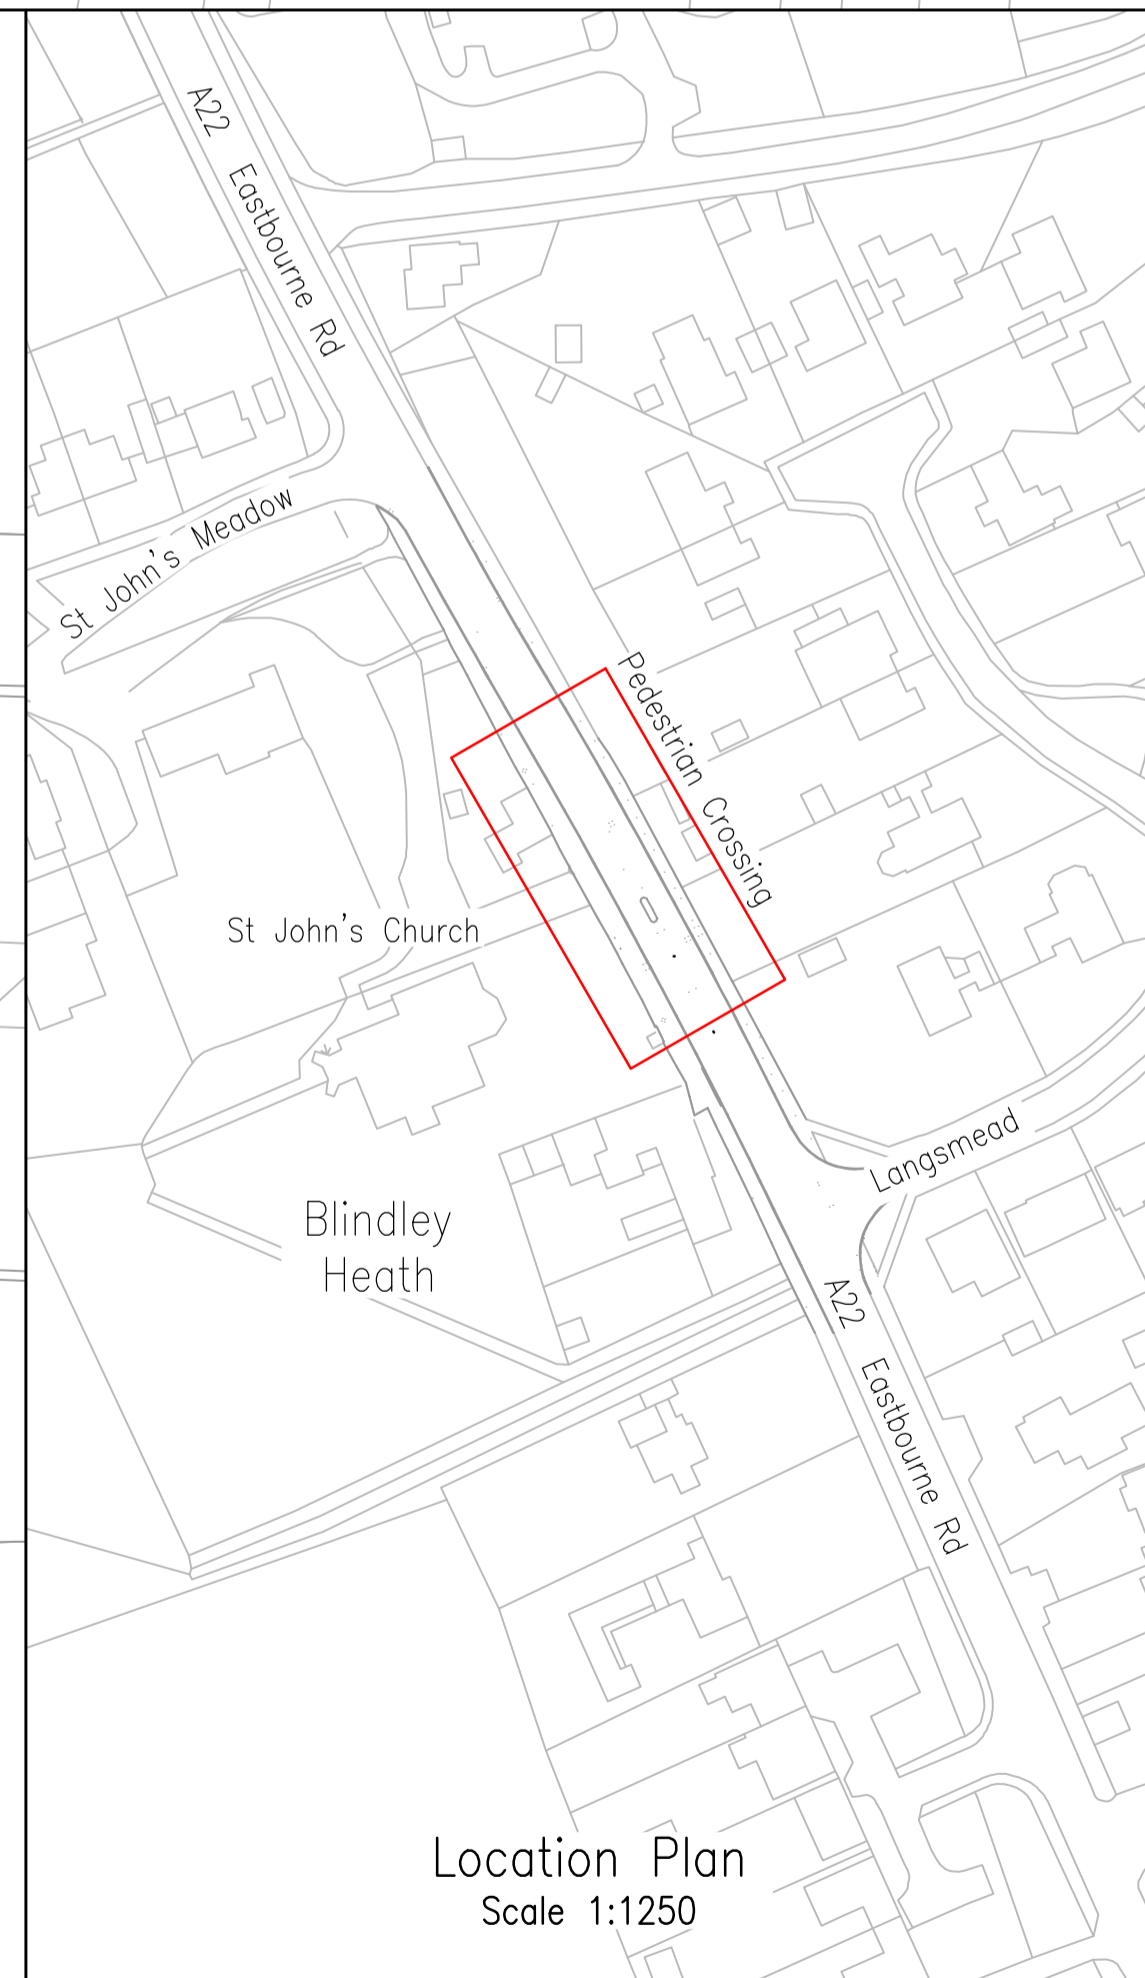 A22 Eastbourne Rd
St John's Meadow
Pedestrian Crossing
St John's Church
Langsmead
Blindley
Heath
A22 Eastbourne Rd
Location Plan
Scale 1:1250